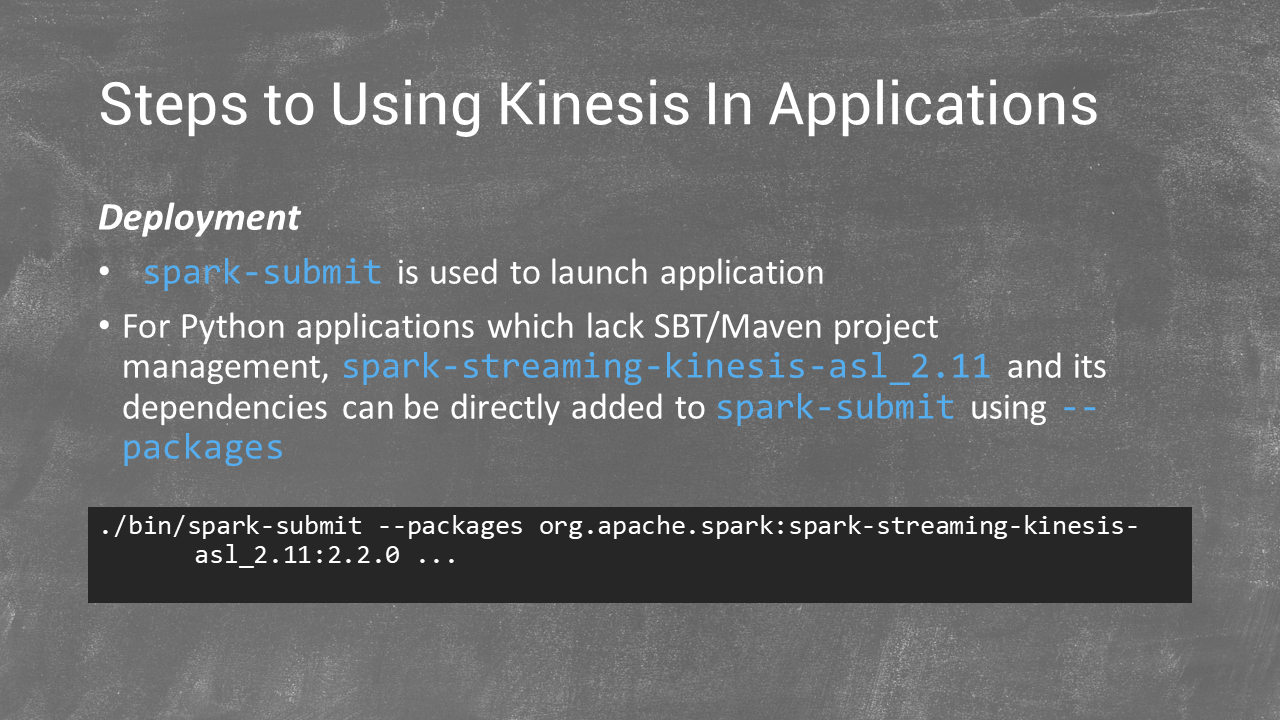 Steps to Using Kinesis In Applications
Deployment
• spark-submit is used to launch application
• For Python applications which lack SBT/Maven project
management, spark-streaming-kinesis-asl_2.11 and its
dependencies can be directly added to spark-submit using --
packages
./bin/spark-submit --packages org.apache.spark:spark-streaming-kinesis-
asl_2.11:2.2.0 ...